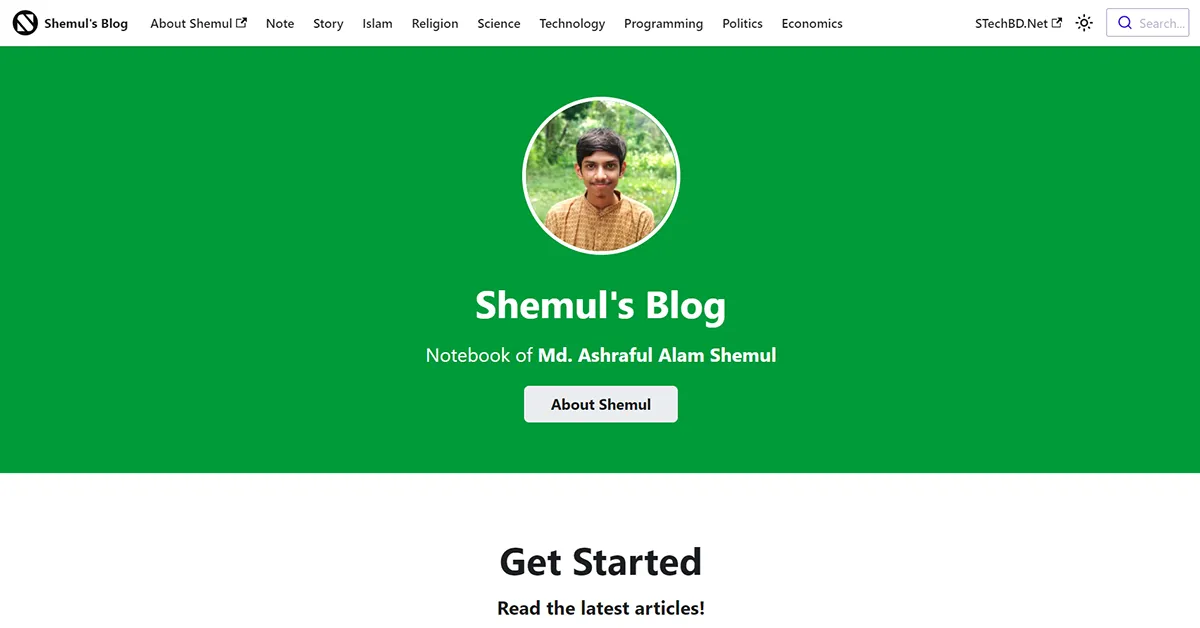 Shemul's Blog About Shemul Note Story Islam Religion Science Technology Programming Politics Economics STechBD.Net Search...
Shemul's Blog
Notebook of Md. Ashraful Alam Shemul
About Shemul
Get Started
Read the latest articles!